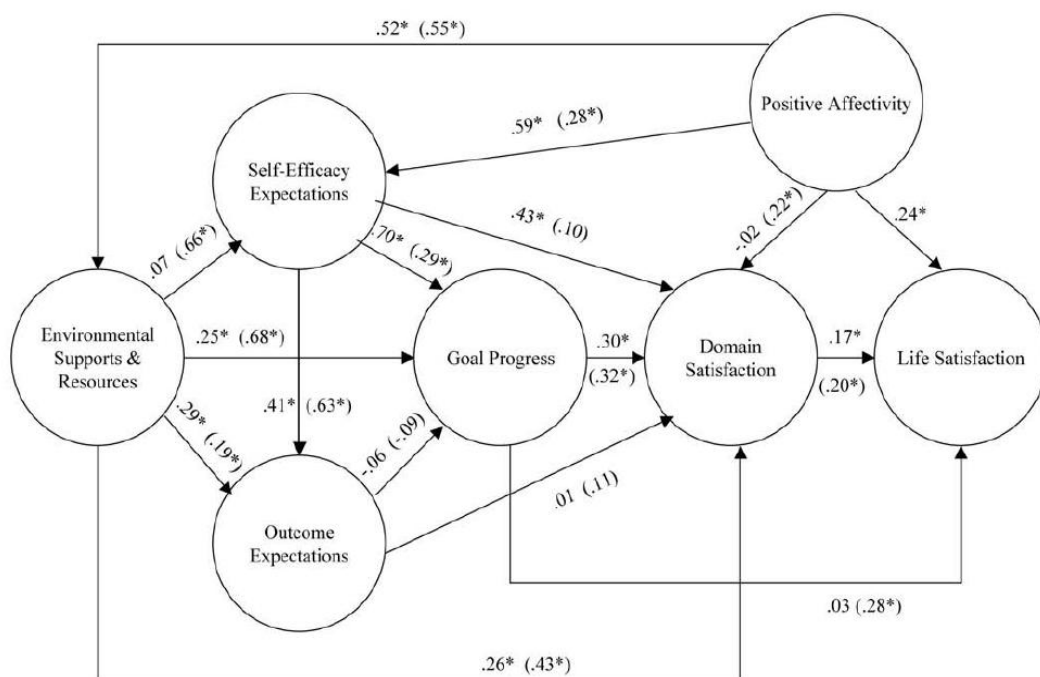 .52* (.55*)
Positive Affectivity
.59* (.28*)
Self-Efficacy
Expectations
.43* (.10)
-.02 (.22*)
.24*
.07 (.66*)
.70* (.29*)
Environmental
Supports &
Resources
.25* (.68*)
Goal Progress
.30*
(.32*)
Domain
Satisfaction
.17*
(.20*)
Life Satisfaction
.41* (.63*)
.29* (.19*)
-.06 (-.09)
.01 (.11)
Outcome
Expectations
.03 (.28*)
.26* (.43*)